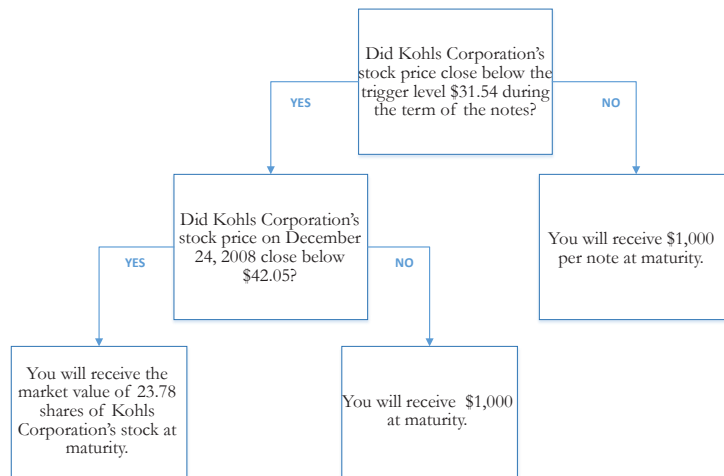 Did Kohls Corporation’s
stock price close below the
trigger level $31.54 during
the term of the notes?
YES
NO
Did Kohls Corporation’s
stock price on December
24, 2008 close below
$42.05?
You will receive $1,000
per note at maturity.
YES
NO
You will receive the
market value of 23.78
shares of Kohls
Corporation’s stock at
maturity.
You will receive $1,000
at maturity.